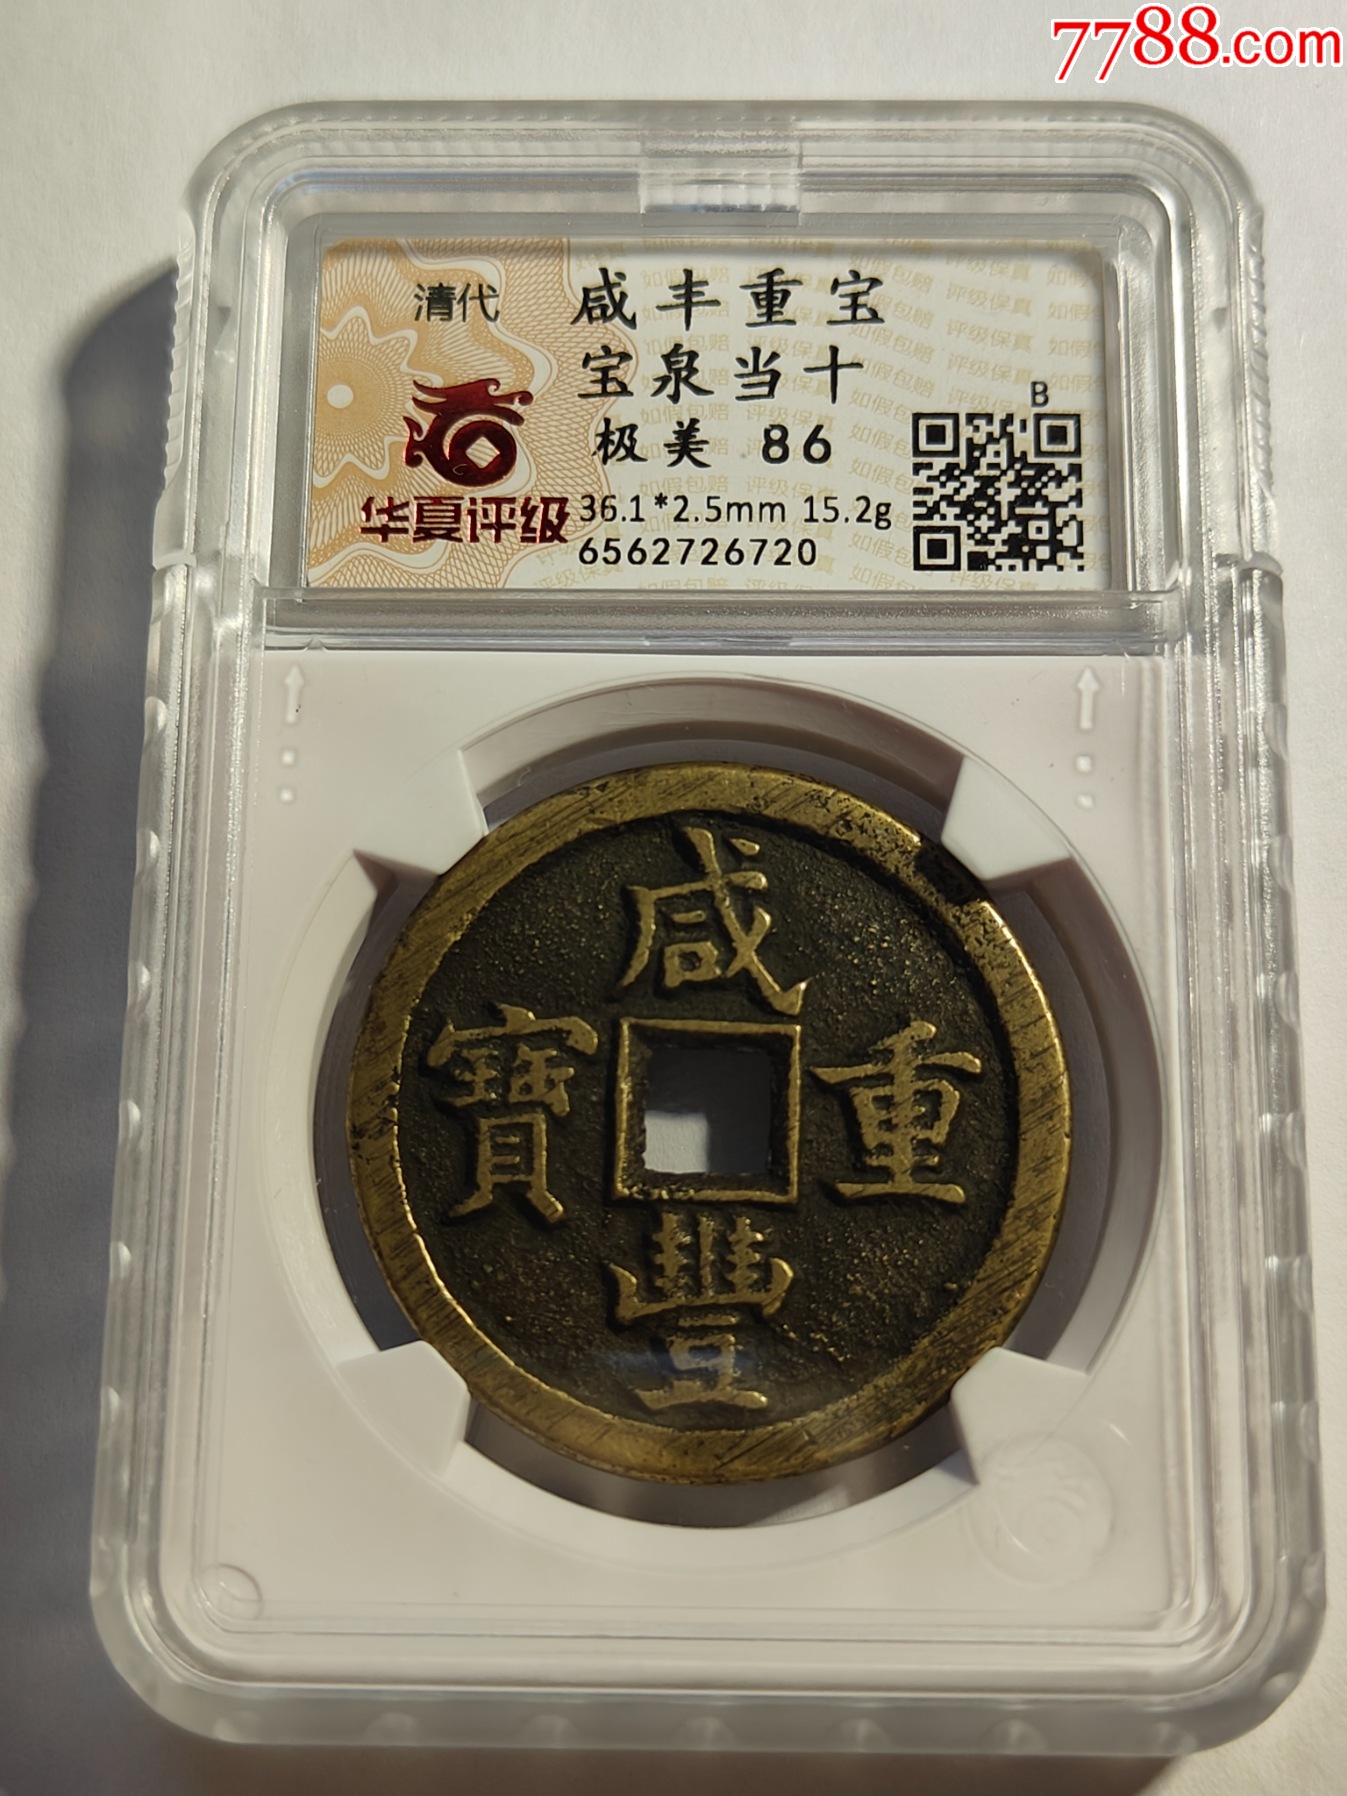 7788.com
清代
咸丰重宝
宝泉当十
极美 86
B
华夏评级
36.1*2.5mm 15.2g
6562726720
咸
豐
重
寶